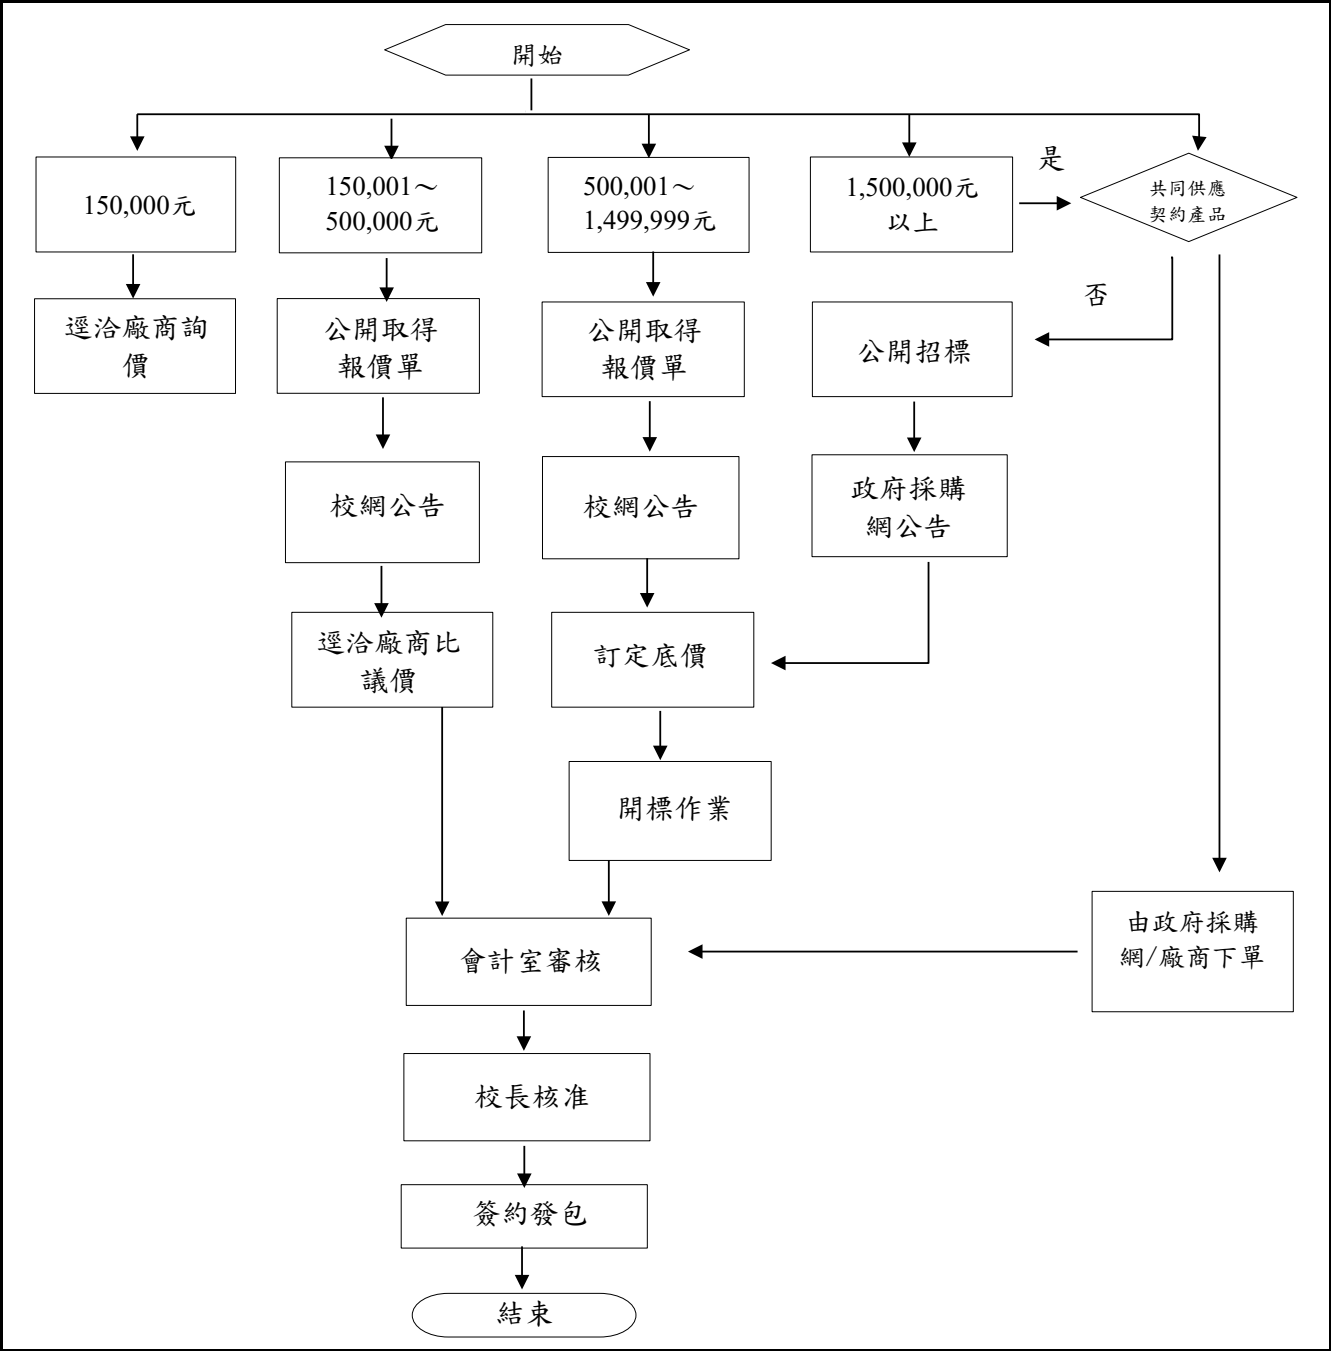 開始
150,000元
150,001～
500,000元
500,001～
1,499,999元
1,500,000元
以上
是
共同供應
契約產品
否
逕洽廠商詢
價
公開取得
報價單
公開取得
報價單
公開招標
校網公告
校網公告
政府採購
網公告
逕洽廠商比
議價
訂定底價
開標作業
由政府採購
網/廠商下單
會計室審核
校長核准
簽約發包
結束